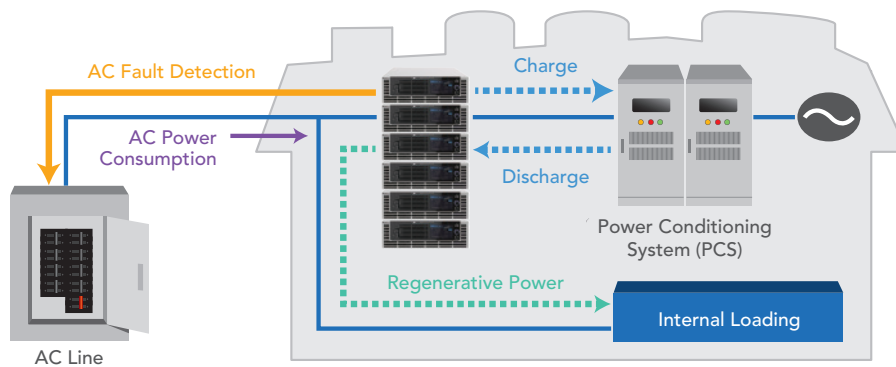 AC Fault Detection
Charge
AC Power
Consumption
Discharge
Power Conditioning
System (PCS)
Regenerative Power
Internal Loading
AC Line